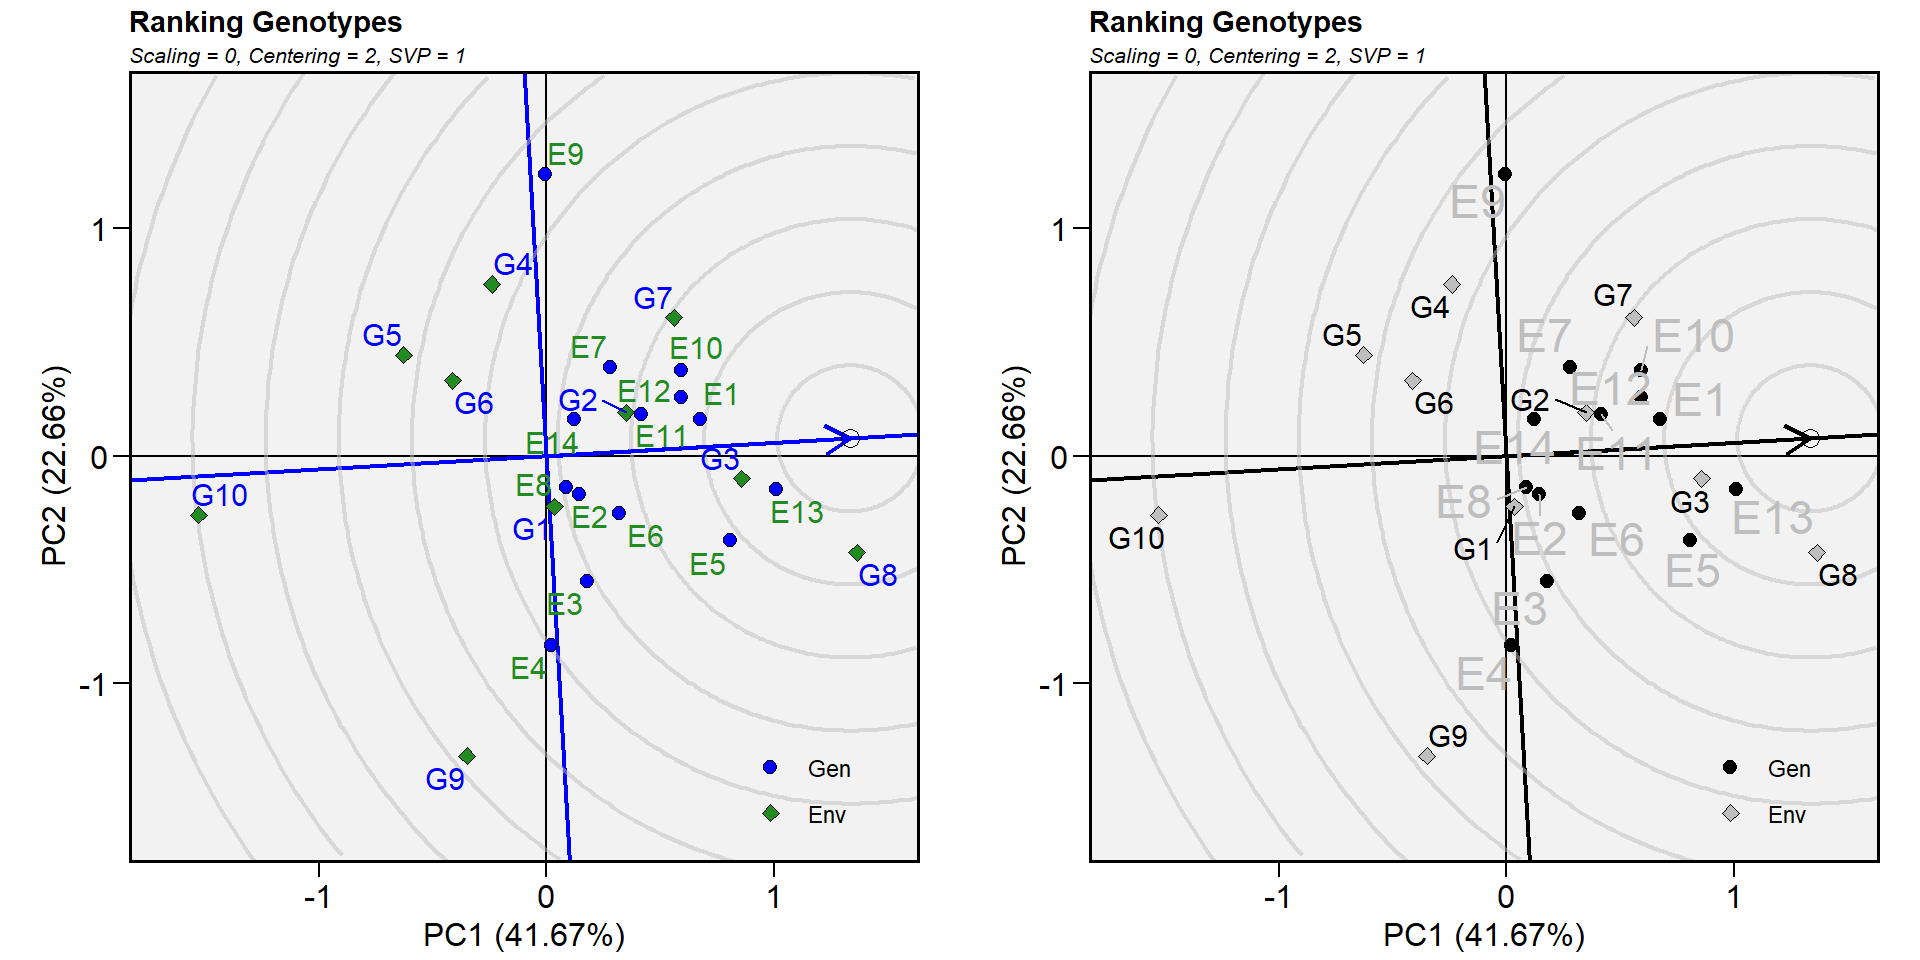 Ranking Genotypes
Scaling = 0, Centering = 2, SVP = 1
E9
G4
G7
G5
E7
E10
G6
G2
E12
E1
E14
E11
G3
G10
E8
E2
E13
G1
E6
E5
G8
E3
E4
G9
Gen
Env
1
0
-1
-1
0
1
PC1 (41.67%)
PC2 (22.66%)
Ranking Genotypes
Scaling = 0, Centering = 2, SVP = 1
E9
G4
G7
G5
E7
E10
G6
G2
E12
E1
E14
E11
E8
G3
E13
G10
G1
E2
E6
E5
G8
E3
E4
G9
Gen
Env
1
0
-1
-1
0
1
PC1 (41.67%)
PC2 (22.66%)